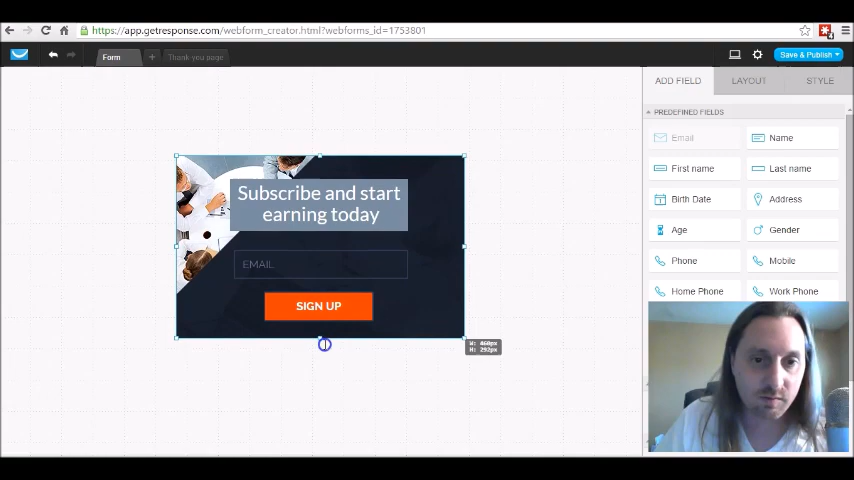 https://app.getresponse.com/webform_creator.html?webforms_id=1753801
Form
Thank you page
Save & Publish
ADD FIELD
LAYOUT
STYLE
PREDEFINED FIELDS
Email
Name
First name
Last name
Birth Date
Address
Age
Gender
Phone
Mobile
Home Phone
Work Phone
Subscribe and start
earning today
EMAIL
SIGN UP
W: 460px
H: 292px